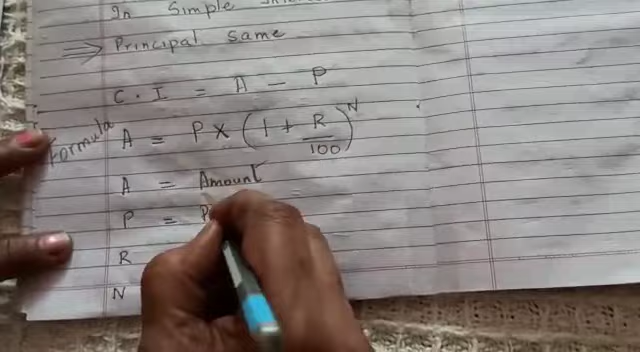 In Simple
⇒ Principal same
C.I = A - P
Formula A = P × (1 + R/100)^N
A = Amount
P = P
R
N